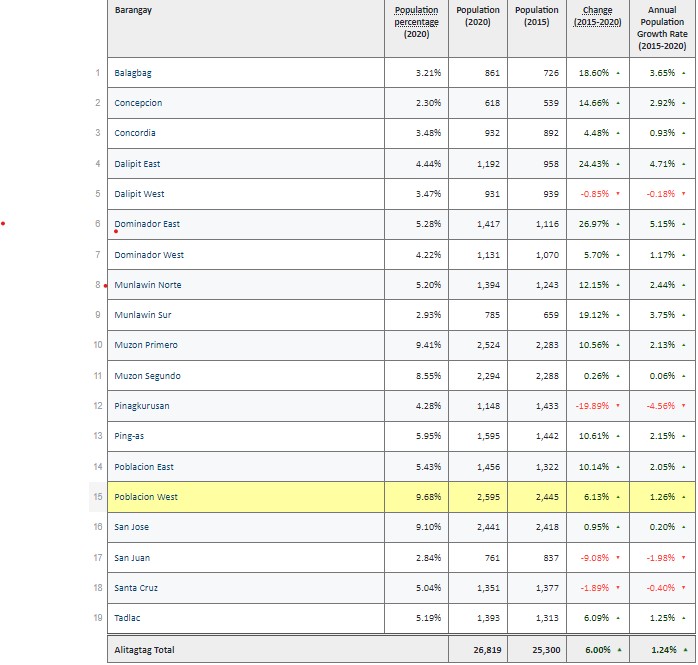 Barangay Population percentage (2020) Population (2020) Population (2015) Change (2015-2020) Annual Population Growth Rate (2015-2020)
1 Balagbag 3.21% 861 726 18.60% ▲ 3.65% ▲
2 Concepcion 2.30% 618 539 14.66% ▲ 2.92% ▲
3 Concordia 3.48% 932 892 4.48% ▲ 0.93% ▲
4 Dalipit East 4.44% 1,192 958 24.43% ▲ 4.71% ▲
5 Dalipit West 3.47% 931 939 -0.85% ▼ -0.18% ▼
6 Dominador East 5.28% 1,417 1,116 26.97% ▲ 5.15% ▲
7 Dominador West 4.22% 1,131 1,070 5.70% ▲ 1.17% ▲
8 Munlawin Norte 5.20% 1,394 1,243 12.15% ▲ 2.44% ▲
9 Munlawin Sur 2.93% 785 659 19.12% ▲ 3.75% ▲
10 Muzon Primero 9.41% 2,524 2,283 10.56% ▲ 2.13% ▲
11 Muzon Segundo 8.55% 2,294 2,288 0.26% ▲ 0.06% ▲
12 Pinagkurusan 4.28% 1,148 1,433 -19.89% ▼ -4.56% ▼
13 Ping-as 5.95% 1,595 1,442 10.61% ▲ 2.15% ▲
14 Poblacion East 5.43% 1,456 1,322 10.14% ▲ 2.05% ▲
15 Poblacion West 9.68% 2,595 2,445 6.13% ▲ 1.26% ▲
16 San Jose 9.10% 2,441 2,418 0.95% ▲ 0.20% ▲
17 San Juan 2.84% 761 837 -9.08% ▼ -1.98% ▼
18 Santa Cruz 5.04% 1,351 1,377 -1.89% ▼ -0.40% ▼
19 Tadlac 5.19% 1,393 1,313 6.09% ▲ 1.25% ▲
Alitagtag Total 26,819 25,300 6.00% ▲ 1.24% ▲